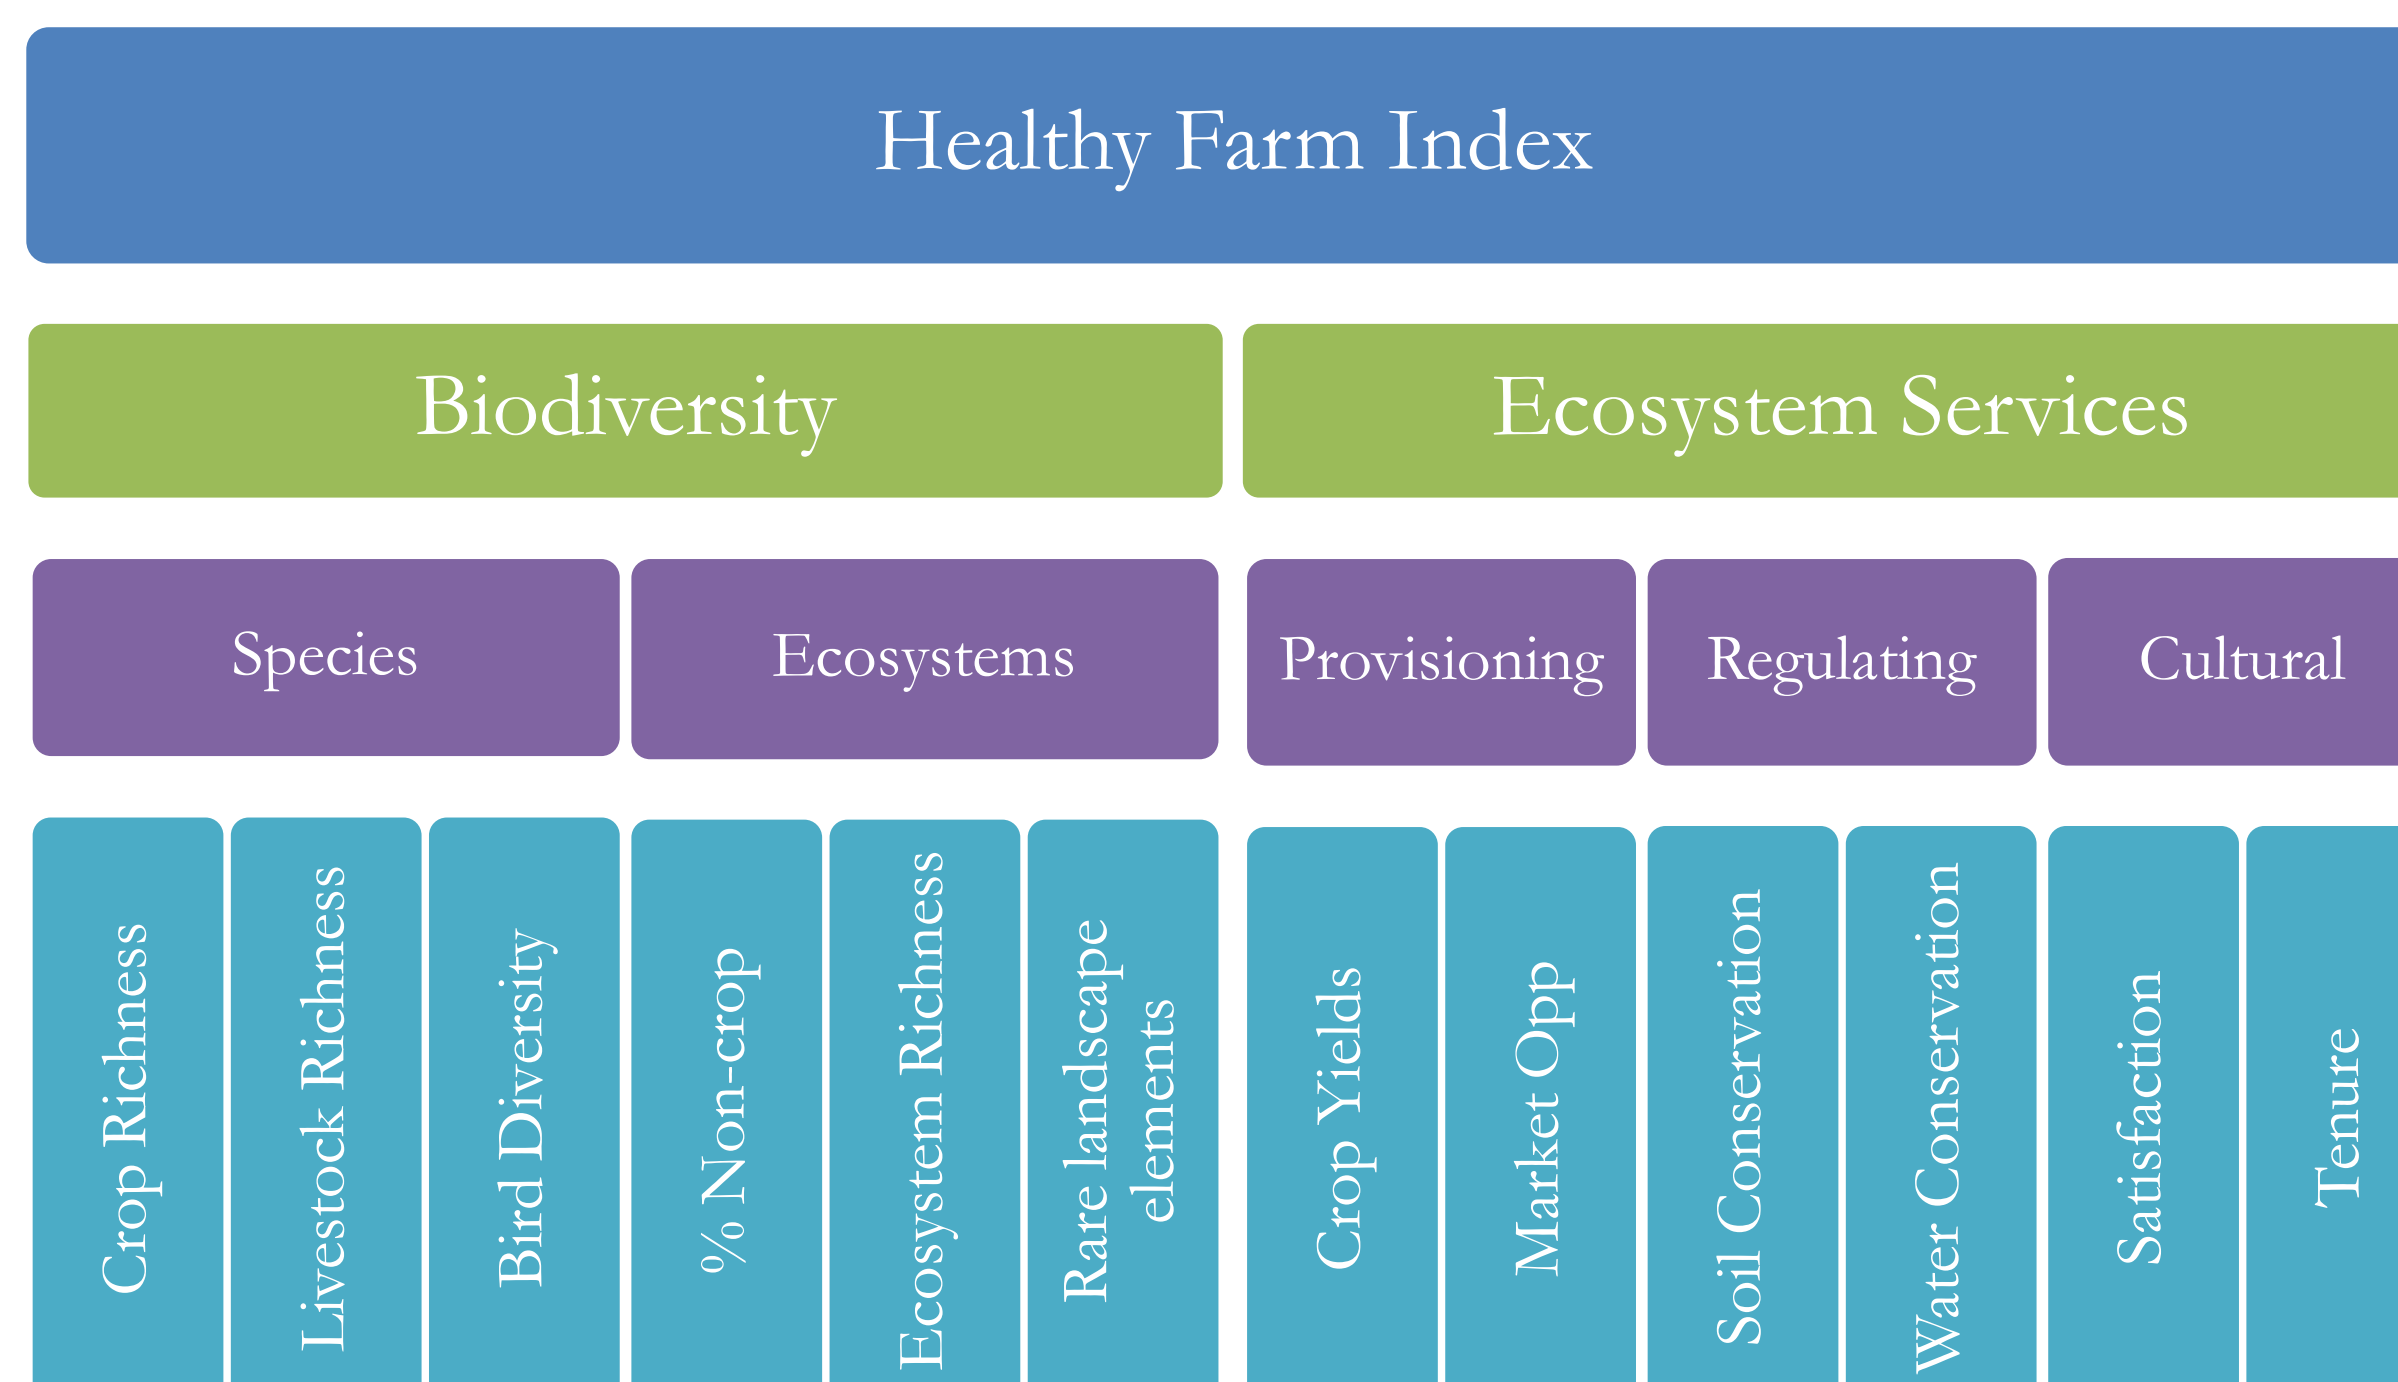 Healthy Farm Index
Biodiversity
Ecosystem Services
Species
Ecosystems
Provisioning
Regulating
Cultural
Crop Richness
Livestock Richness
Bird Diversity
% Non-crop
Ecosystem Richness
Rare landscape
elements
Crop Yields
Market Opp
Soil Conservation
Water Conservation
Satisfaction
Tenure